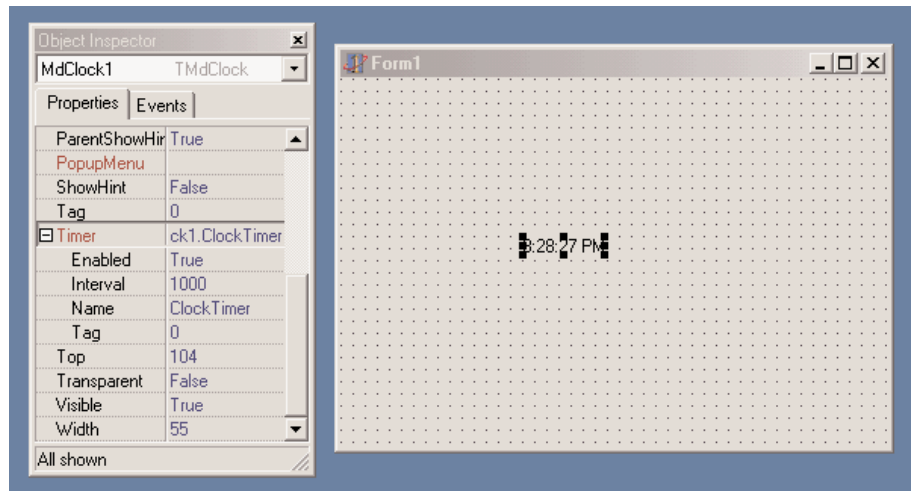 Object Inspector
MdClock1 TMdClock
Properties Events
ParentShowHir True
PopupMenu
ShowHint False
Tag 0
Timer ck1.ClockTimer
Enabled True
Interval 1000
Name ClockTimer
Tag 0
Top 104
Transparent False
Visible True
Width 55
All shown
Form1
8:28:27 PM